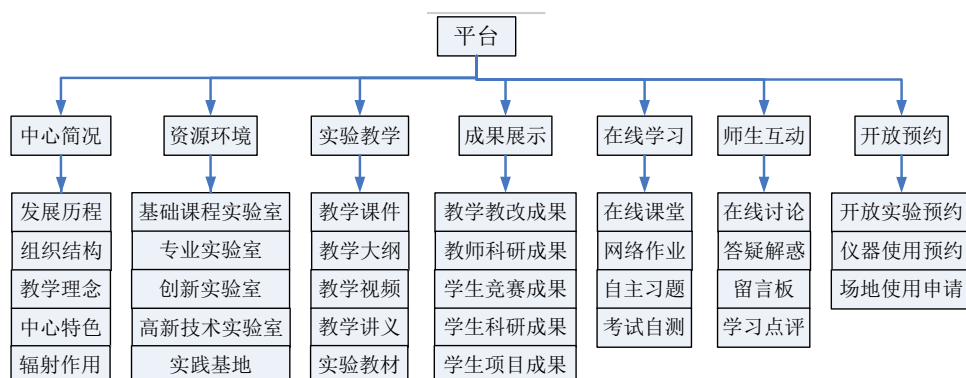 平台
中心简况
资源环境
实验教学
成果展示
在线学习
师生互动
开放预约
发展历程
组织结构
教学理念
中心特色
辐射作用
基础课程实验室
专业实验室
创新实验室
高新技术实验室
实践基地
教学课件
教学大纲
教学视频
教学讲义
实验教材
教学教改成果
教师科研成果
学生竞赛成果
学生科研成果
学生项目成果
在线课堂
网络作业
自主习题
考试自测
在线讨论
答疑解惑
留言板
学习点评
开放实验预约
仪器使用预约
场地使用申请